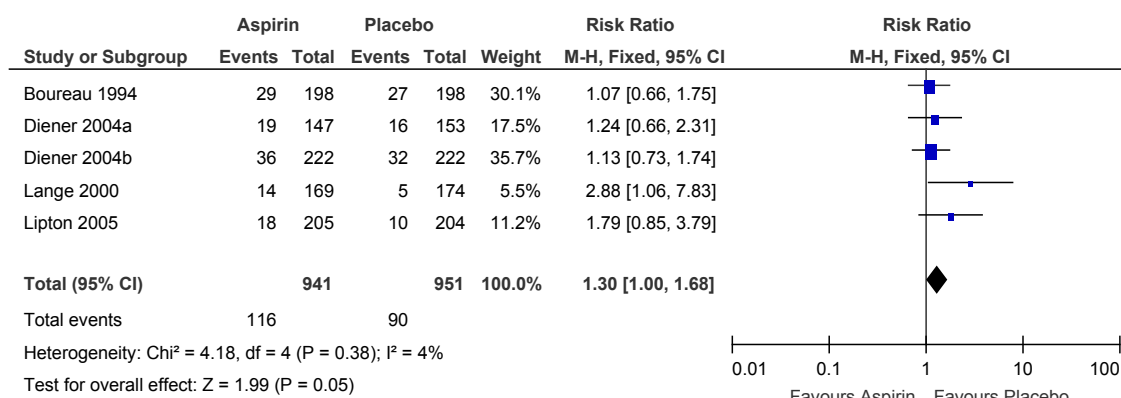 Aspirin Placebo Risk Ratio Risk Ratio
Study or Subgroup Events Total Events Total Weight M-H, Fixed, 95% CI M-H, Fixed, 95% CI
Boureau 1994 29 198 27 198 30.1% 1.07 [0.66, 1.75]
Diener 2004a 19 147 16 153 17.5% 1.24 [0.66, 2.31]
Diener 2004b 36 222 32 222 35.7% 1.13 [0.73, 1.74]
Lange 2000 14 169 5 174 5.5% 2.88 [1.06, 7.83]
Lipton 2005 18 205 10 204 11.2% 1.79 [0.85, 3.79]
Total (95% CI) 941 951 100.0% 1.30 [1.00, 1.68]
Total events 116 90
Heterogeneity: Chi² = 4.18, df = 4 (P = 0.38); I² = 4%
Test for overall effect: Z = 1.99 (P = 0.05)
0.01 0.1 1 10 100
Favours Aspirin Favours Placebo